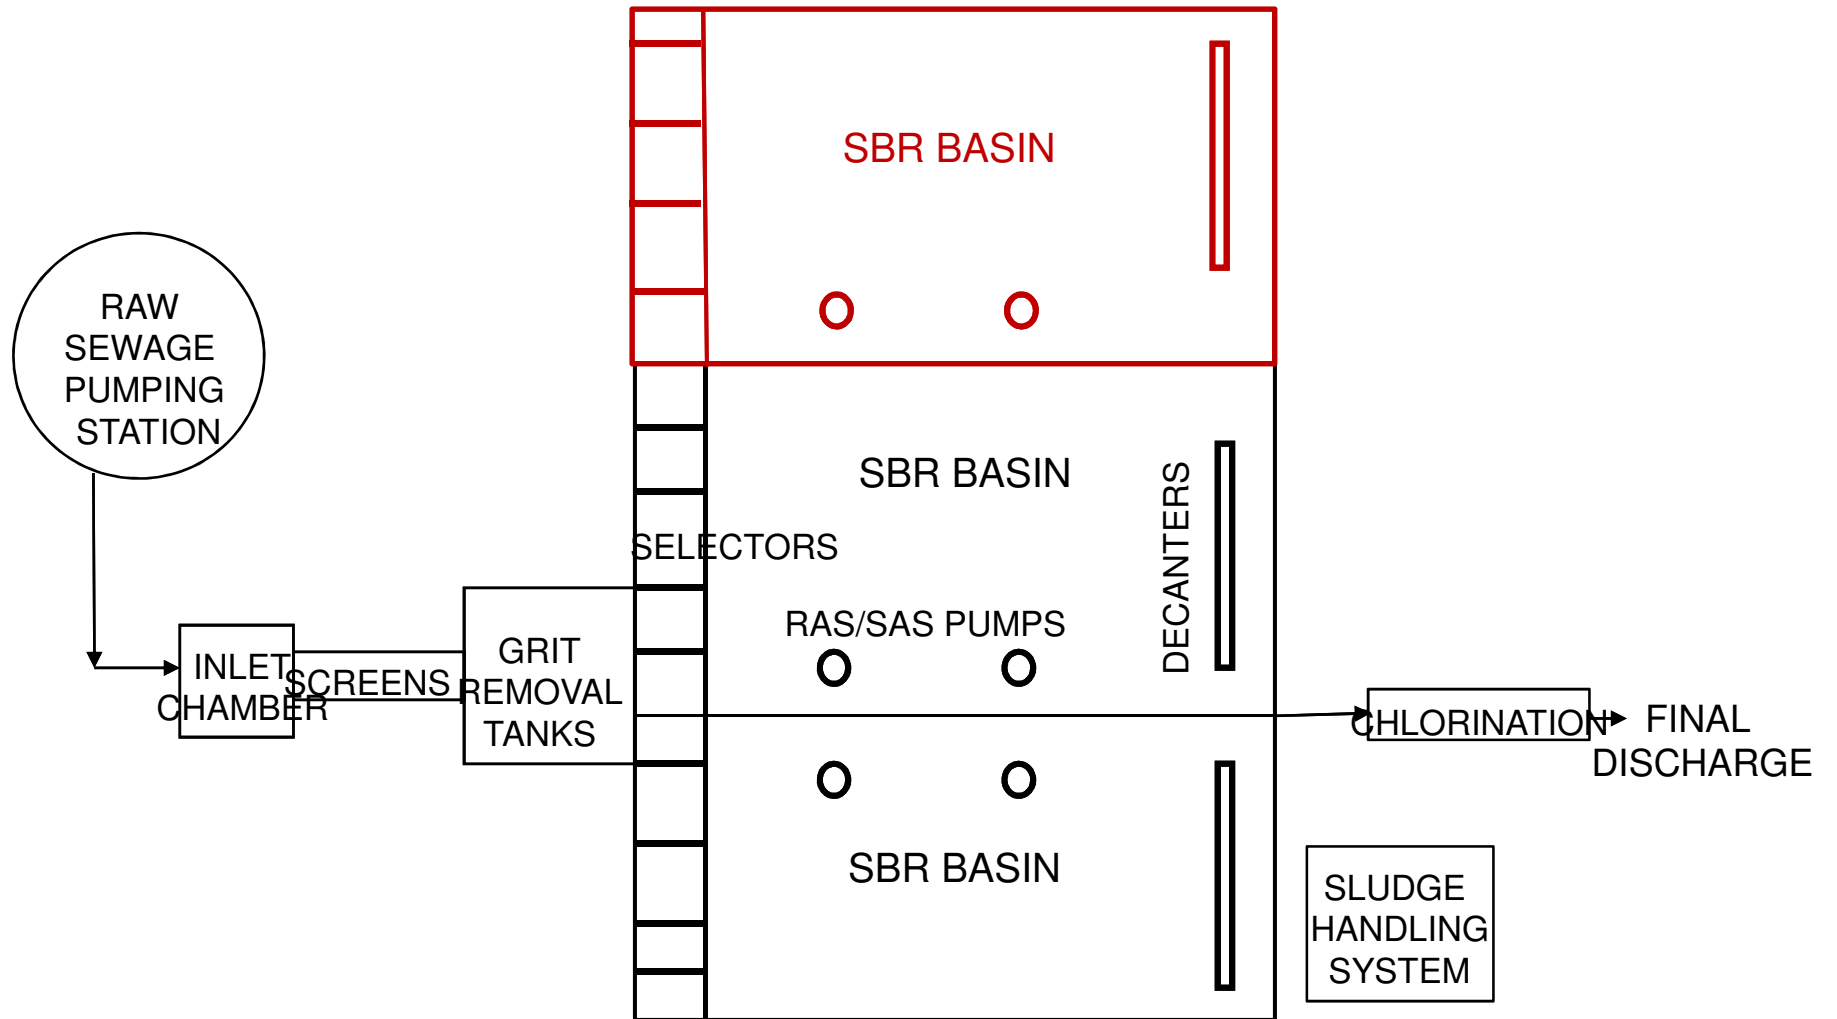 SBR BASIN
RAW
SEWAGE
PUMPING
STATION
SBR BASIN
DECANTERS
SELECTORS
RAS/SAS PUMPS
INLET
CHAMBER
SCREENS
GRIT
REMOVAL
TANKS
CHLORINATION
FINAL
DISCHARGE
SBR BASIN
SLUDGE
HANDLING
SYSTEM